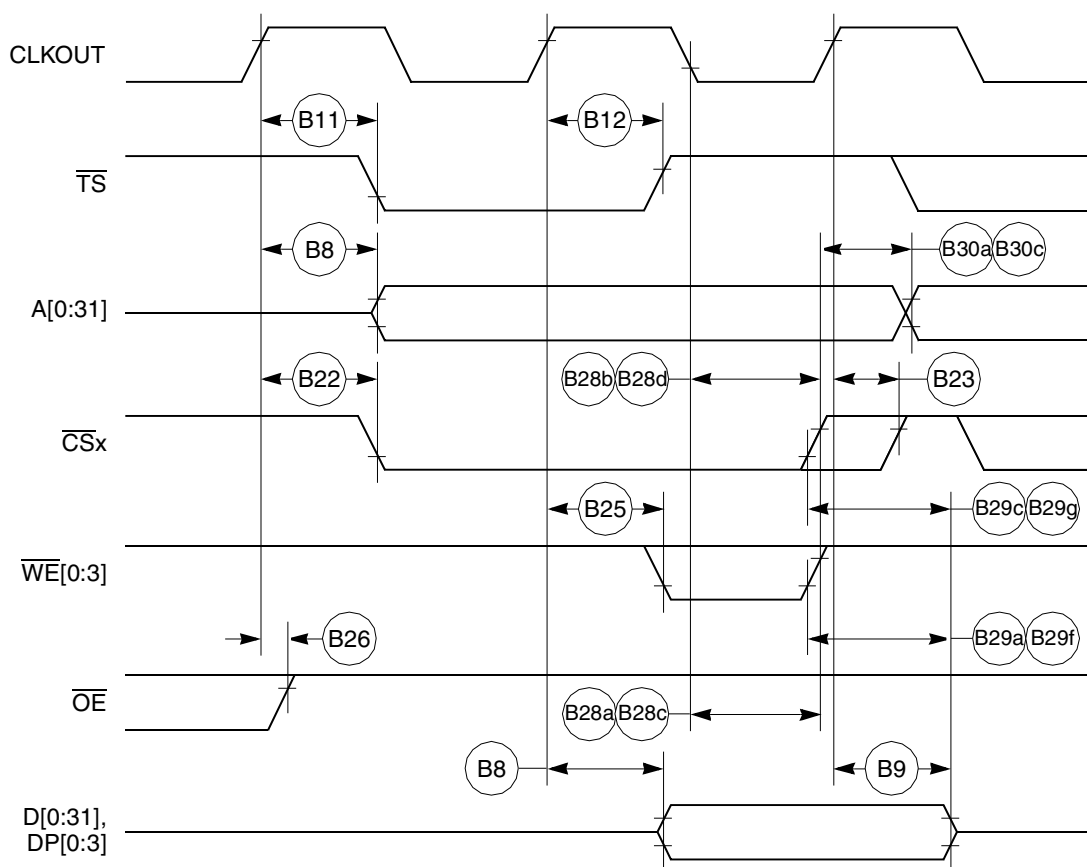 CLKOUT
B11 B12
TS
B8 B30a B30c
A[0:31]
B22 B28b B28d B23
CSx
B25 B29c B29g
WE[0:3]
B26 B29a B29f
OE
B28a B28c
B8 B9
D[0:31],
DP[0:3]